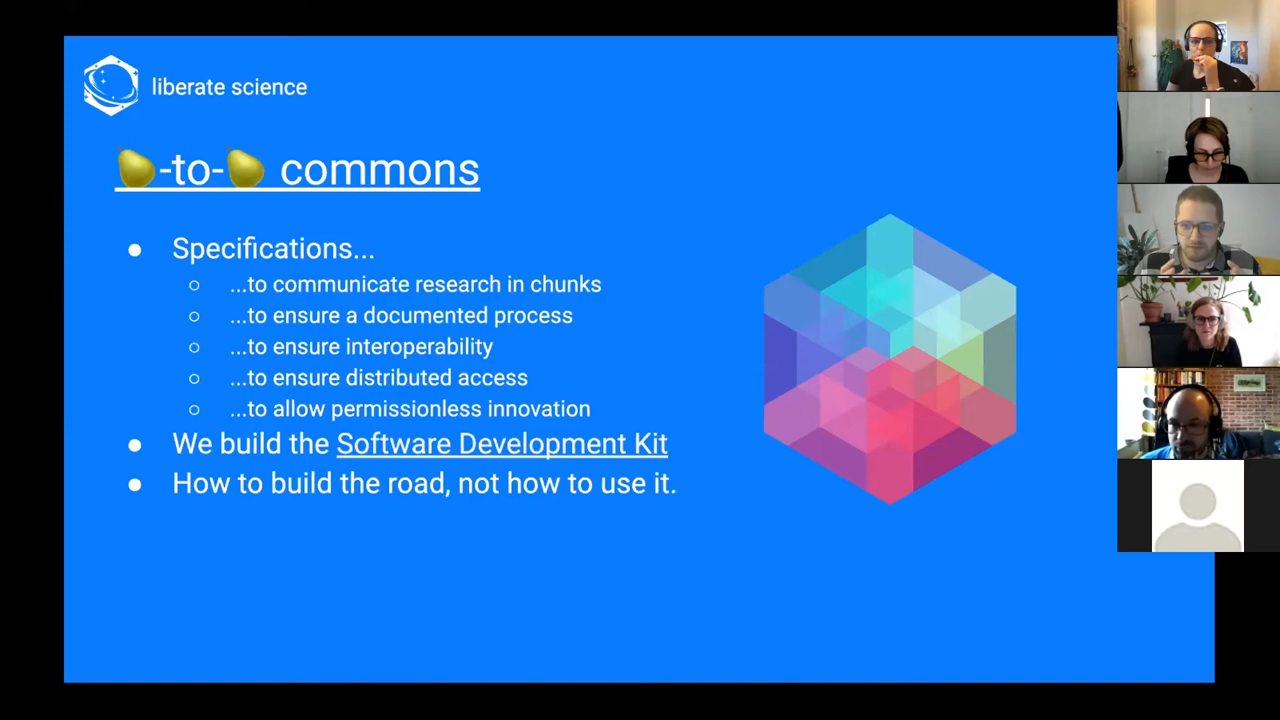 liberate science
🍐-to-🍐 commons
● Specifications...
○ ...to communicate research in chunks
○ ...to ensure a documented process
○ ...to ensure interoperability
○ ...to ensure distributed access
○ ...to allow permissionless innovation
● We build the Software Development Kit
● How to build the road, not how to use it.